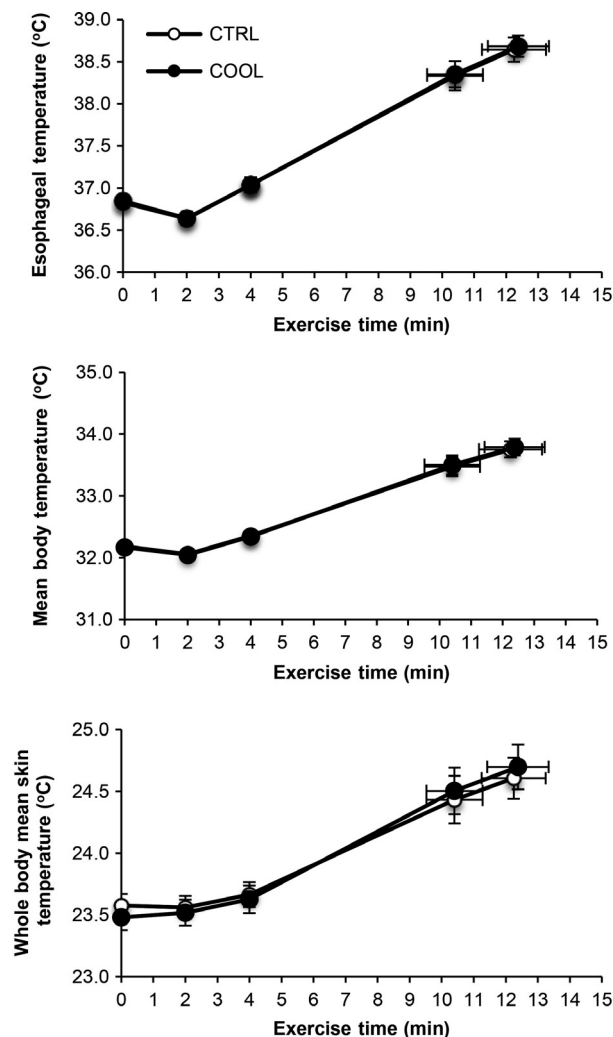 39.0
CTRL
COOL
38.5
38.0
37.5
37.0
36.5
36.0
Esophageal temperature (ºC)
0 2 2 4 4 5 6 7 8 9 10 11 12 13 14 15
Exercise time (min)
35.0
34.0
33.0
32.0
31.0
Mean body temperature (ºC)
0 1 2 3 4 5 6 7 8 9 10 11 12 13 14 15
Exercise time (min)
25.0
24.5
24.0
23.5
23.0
Whole body mean skin
temperature (ºC)
0 1 2 3 4 5 6 7 8 9 10 11 12 13 14 15
Exercise time (min)